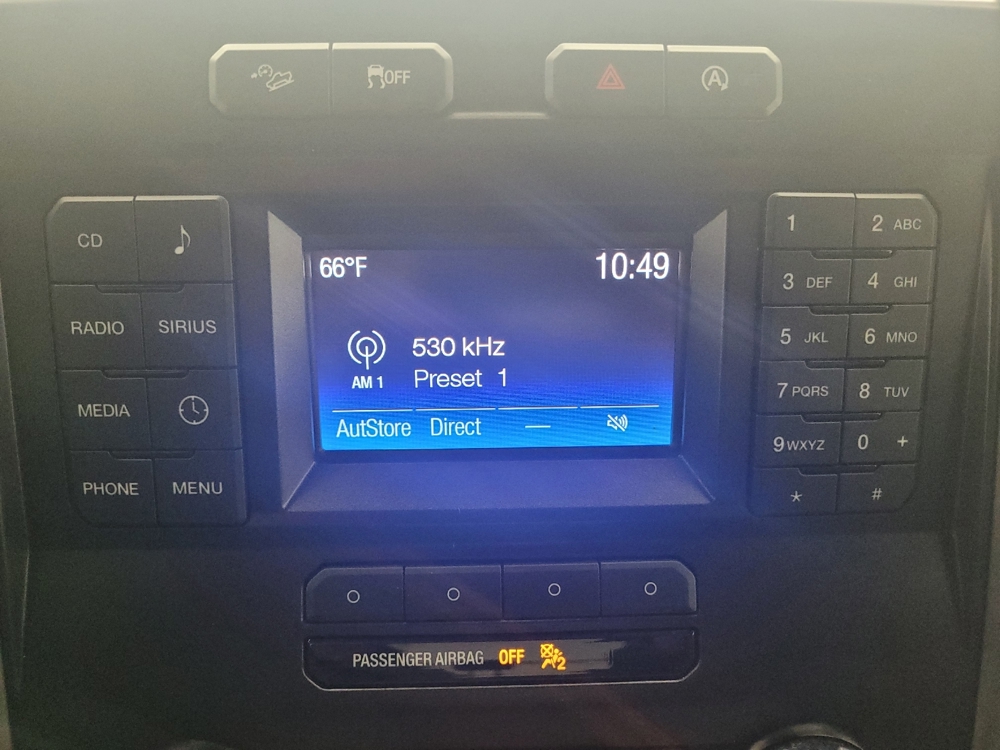 OFF
A
CD
RADIO SIRIUS
MEDIA
PHONE MENU
66°F 10:49
530 kHz
AM 1 Preset 1
AutStore Direct —
1 2 ABC
3 DEF 4 GHI
5 JKL 6 MNO
7 PQRS 8 TUV
9 WXYZ 0 +
* #
PASSENGER AIRBAG OFF 2